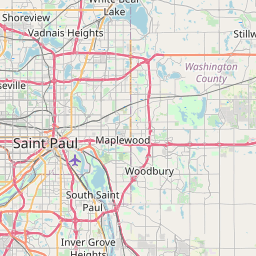 White Bear
Lake
Shoreview
Vadnais Heights
Stillw
Washington
County
seville
Saint Paul
Maplewood
Woodbury
South Saint
Paul
Inver Grove
Heights